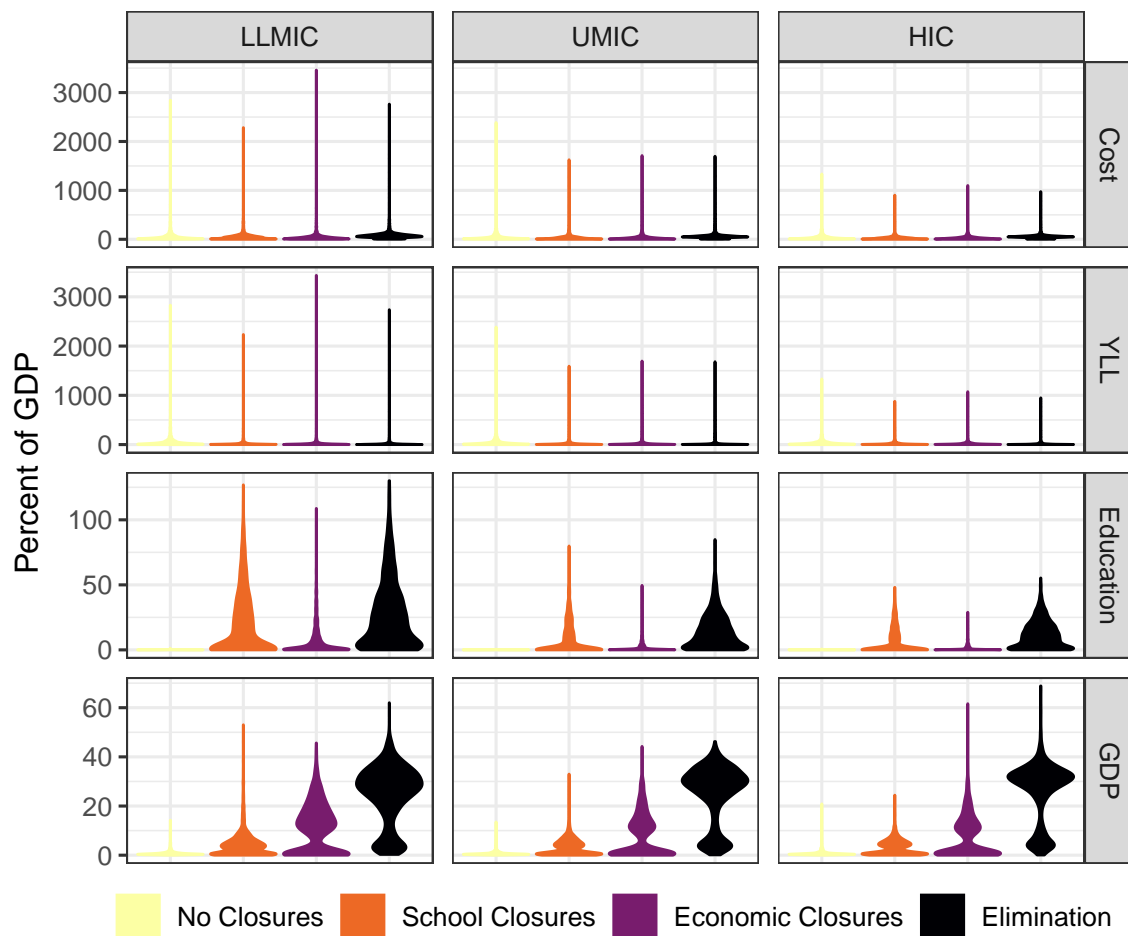 LLMIC UMIC HIC
3000
2000
1000
0
Cost
3000
2000
1000
0
YLL
Percent of GDP
100
50
0
Education
60
40
20
0
GDP
No Closures School Closures Economic Closures Elimination